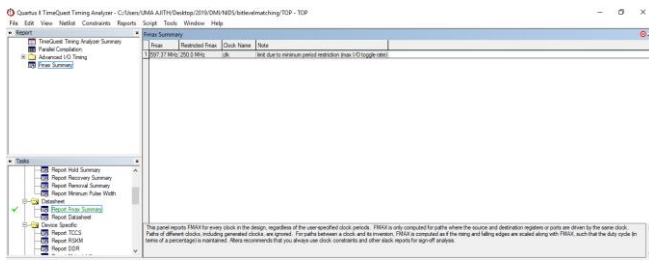 Quartus II TimeQuest Timing Analyzer - C:/Users/UMA AJITH/Desktop/2019/DMI/NIDS/bitlevelmatching/TOP - TOP
File Edit View Netlist Constraints Reports Script Tools Window Help
Report
TimeQuest Timing Analyzer Summary
Parallel Compilation
Advanced I/O Timing
Fmax Summary
Fmax Summary
Fmax Restricted Fmax Clock Name Note
1 597.37 MHz 250.0 MHz clk limit due to minimum period restriction (max I/O toggle rate)
Tasks
Report Hold Summary
Report Recovery Summary
Report Removal Summary
Report Minimum Pulse Width
Datasheet
Report Fmax Summary
Report Datasheet
Device Specific
Report TCCS
Report RSKM
Report DDR
This panel reports FMAX for every clock in the design, regardless of the user-specified clock periods. FMAX is only computed for paths where the source and destination registers or ports are driven by the same clock.
Paths of different clocks, including generated clocks, are ignored. For paths between a clock and its inversion, FMAX is computed as if the rising and falling edges are scaled along with FMAX, such that the duty cycle (in
terms of a percentage) is maintained. Altera recommends that you always use clock constraints and other slack reports for sign-off analysis.